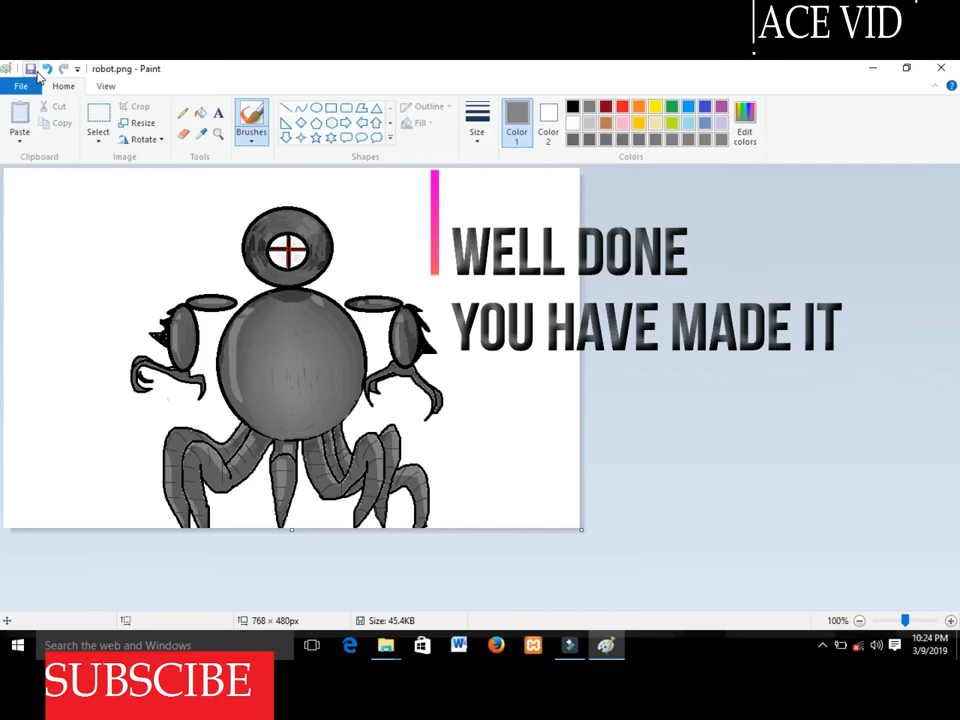 ACE VID
robot.png - Paint
File Home View
Cut
Copy
Paste
Clipboard
Crop
Resize
Rotate
Select
Image
Tools
Brushes
Outline
Fill
Shapes
Size
Color 1
Color 2
Edit colors
Colors
WELL DONE
YOU HAVE MADE IT
768 × 480px
Size: 45.4KB
100%
Search the web and Windows
10:24 PM
3/9/2019
SUBSCIBE